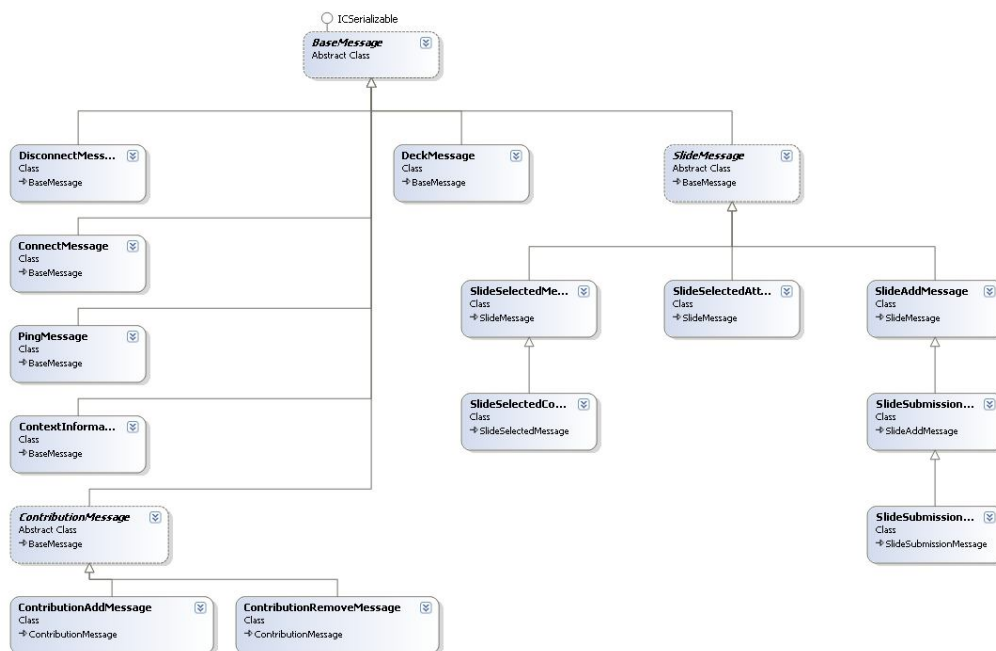 ICSerializable
BaseMessage
Abstract Class
DisconnectMess...
Class
BaseMessage
DeckMessage
Class
BaseMessage
SlideMessage
Abstract Class
BaseMessage
ConnectMessage
Class
BaseMessage
SlideSelectedMe...
Class
SlideMessage
SlideSelectedAtt...
Class
SlideMessage
SlideAddMessage
Class
SlideMessage
PingMessage
Class
BaseMessage
SlideSelectedCo...
Class
SlideSelectedMessage
SlideSubmission...
Class
SlideAddMessage
ContextInforma...
Class
BaseMessage
ContributionMessage
Abstract Class
BaseMessage
SlideSubmission...
Class
SlideSubmissionMessage
ContributionAddMessage
Class
ContributionMessage
ContributionRemoveMessage
Class
ContributionMessage